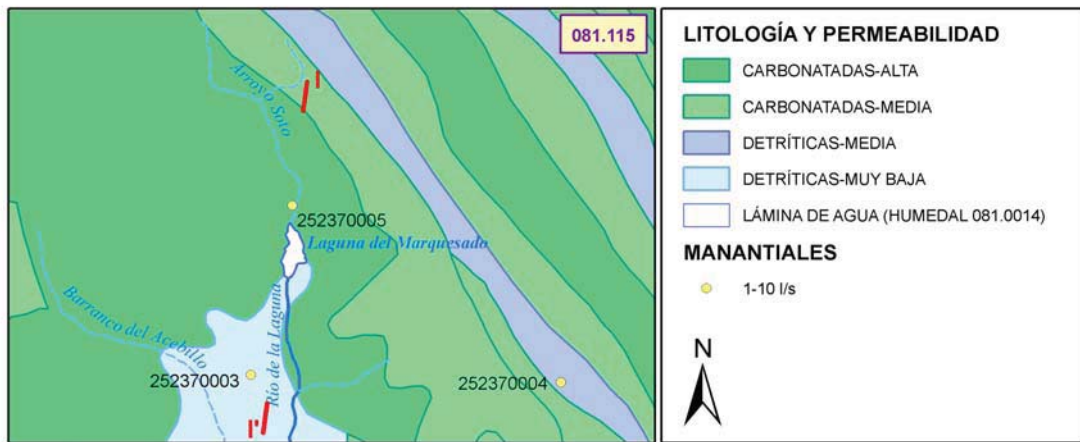 081.115
Arroyo Soto
I
252370005
Laguna del Marquesado
Barranco del Acebillo
Río de la Laguna
252370003
252370004
I'
LITOLOGÍA Y PERMEABILIDAD
CARBONATADAS-ALTA
CARBONATADAS-MEDIA
DETRÍTICAS-MEDIA
DETRÍTICAS-MUY BAJA
LÁMINA DE AGUA (HUMEDAL 081.0014)
MANANTIALES
1-10 l/s
N